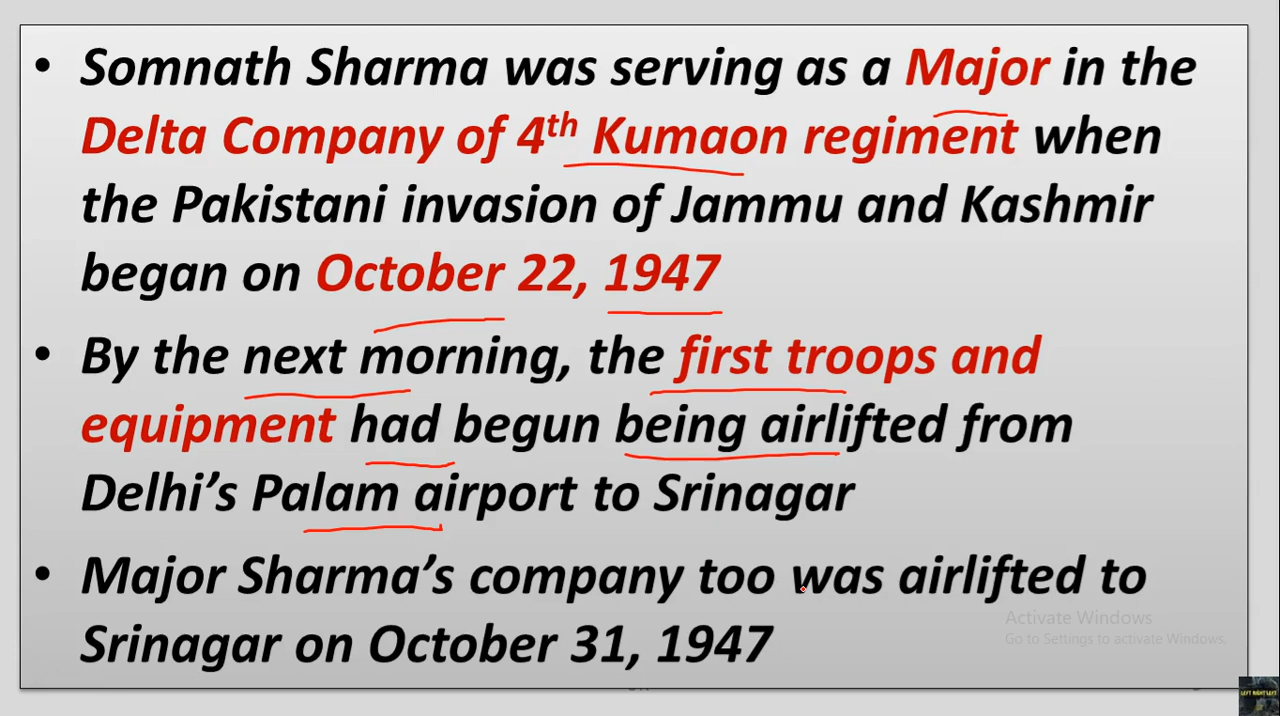 • Somnath Sharma was serving as a Major in the
Delta Company of 4th Kumaon regiment when
the Pakistani invasion of Jammu and Kashmir
began on October 22, 1947
• By the next morning, the first troops and
equipment had begun being airlifted from
Delhi’s Palam airport to Srinagar
• Major Sharma’s company too was airlifted to
Srinagar on October 31, 1947
Activate Windows
Go to Settings to activate Windows.
LEFT RIGHT LEFT